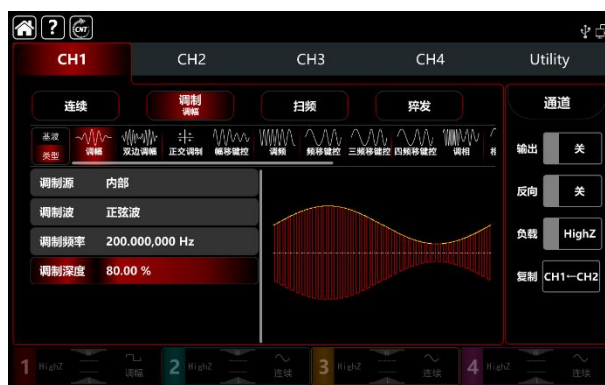 ? CNT
CH1 CH2 CH3 CH4 Utility
连续 调制 扫频 猝发 通道
调幅
基波 类型 调幅 双边调幅 正交调制 幅移键控 调频 频移键控 三频移键控 四频移键控 调相
输出 关
调制源 内部
反向 关
调制波 正弦波
负载 HighZ
调制频率 200.000,000 Hz
调制深度 80.00 %
复制 CH1←CH2
1 HighZ 调幅 2 HighZ 连续 3 HighZ 连续 4 HighZ 连续